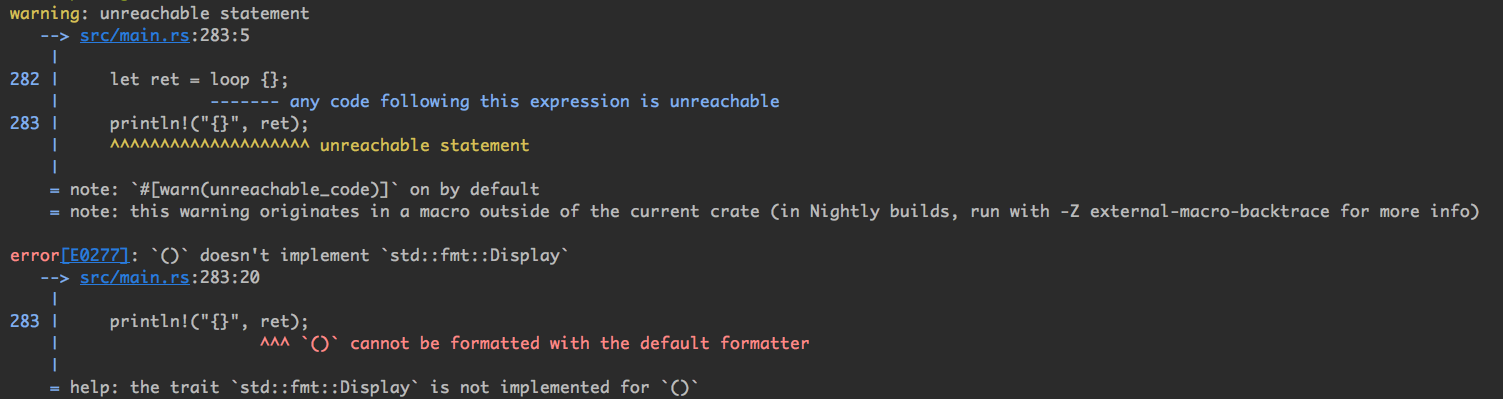 warning: unreachable statement
   --> src/main.rs:283:5
    |
282 |     let ret = loop {};
    |               ------- any code following this expression is unreachable
283 |     println!("{}", ret);
    |     ^^^^^^^^^^^^^^^^^^^^ unreachable statement
    |
    = note: `#[warn(unreachable_code)]` on by default
    = note: this warning originates in a macro outside of the current crate (in Nightly builds, run with -Z external-macro-backtrace for more info)

error[E0277]: `()` doesn't implement `std::fmt::Display`
   --> src/main.rs:283:20
    |
283 |     println!("{}", ret);
    |                    ^^^ `()` cannot be formatted with the default formatter
    |
    = help: the trait `std::fmt::Display` is not implemented for `()`